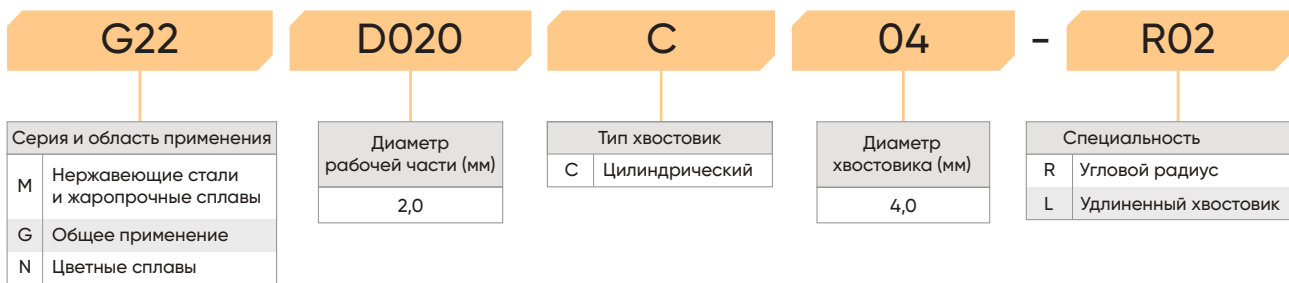 G22 D020 C 04 - R02
Серия и область применения
М Нержавеющие стали
и жаропрочные сплавы
G Общее применение
N Цветные сплавы
Диаметр
рабочей части (мм)
2,0
Тип хвостовик
С Цилиндрический
Диаметр
хвостовика (мм)
4,0
Специальность
R Угловой радиус
L Удлиненный хвостовик